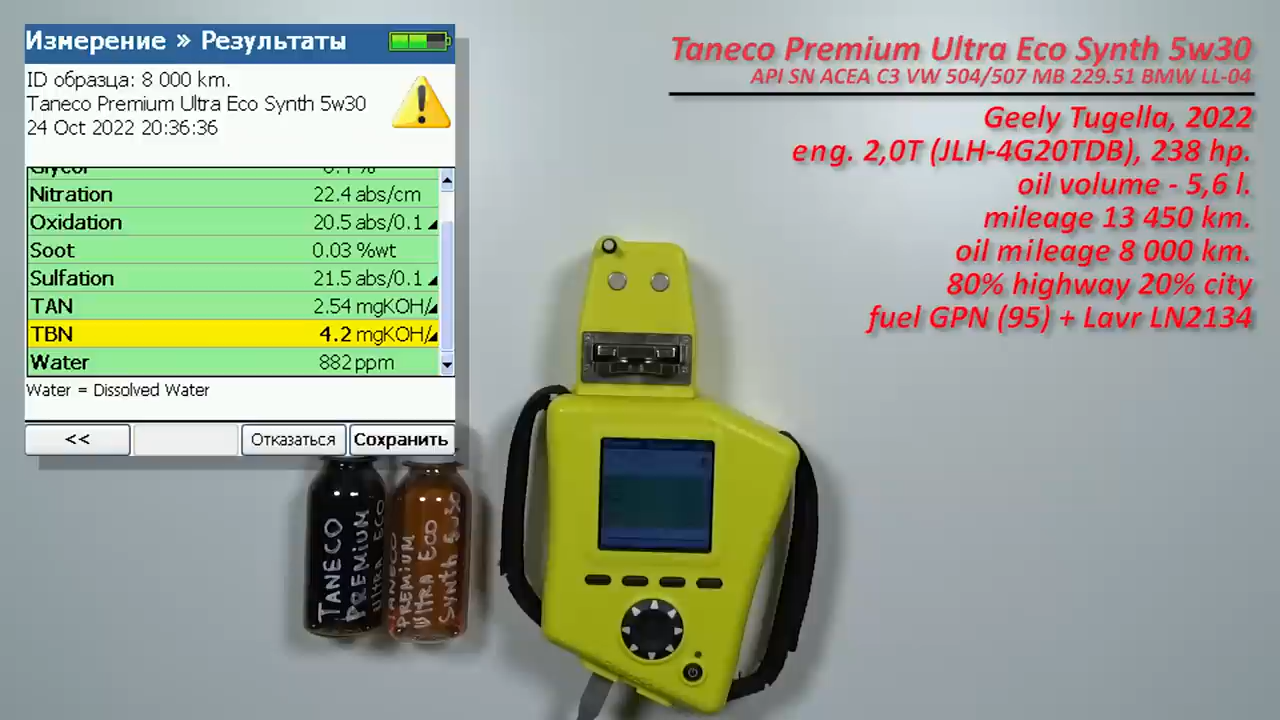 Измерение » Результаты
ID образца: 8 000 km.
Taneco Premium Ultra Eco Synth 5w30
24 Oct 2022 20:36:36
Nitration 22.4 abs/cm
Oxidation 20.5 abs/0.1
Soot 0.03 %wt
Sulfation 21.5 abs/0.1
TAN 2.54 mgKOH/
TBN 4.2 mgKOH/
Water 882 ppm
Water = Dissolved Water
<< Отказаться Сохранить
Taneco Premium Ultra Eco Synth 5w30
API SN ACEA C3 VW 504/507 MB 229.51 BMW LL-04
Geely Tugella, 2022
eng. 2,0T (JLH-4G20TDB), 238 hp.
oil volume - 5,6 l.
mileage 13 450 km.
oil mileage 8 000 km.
80% highway 20% city
fuel GPN (95) + Lavr LN2134
TANECO
PREMIUM
ULTRA ECO
TANECO
PREMIUM
Ultra Eco
Synth 5w30